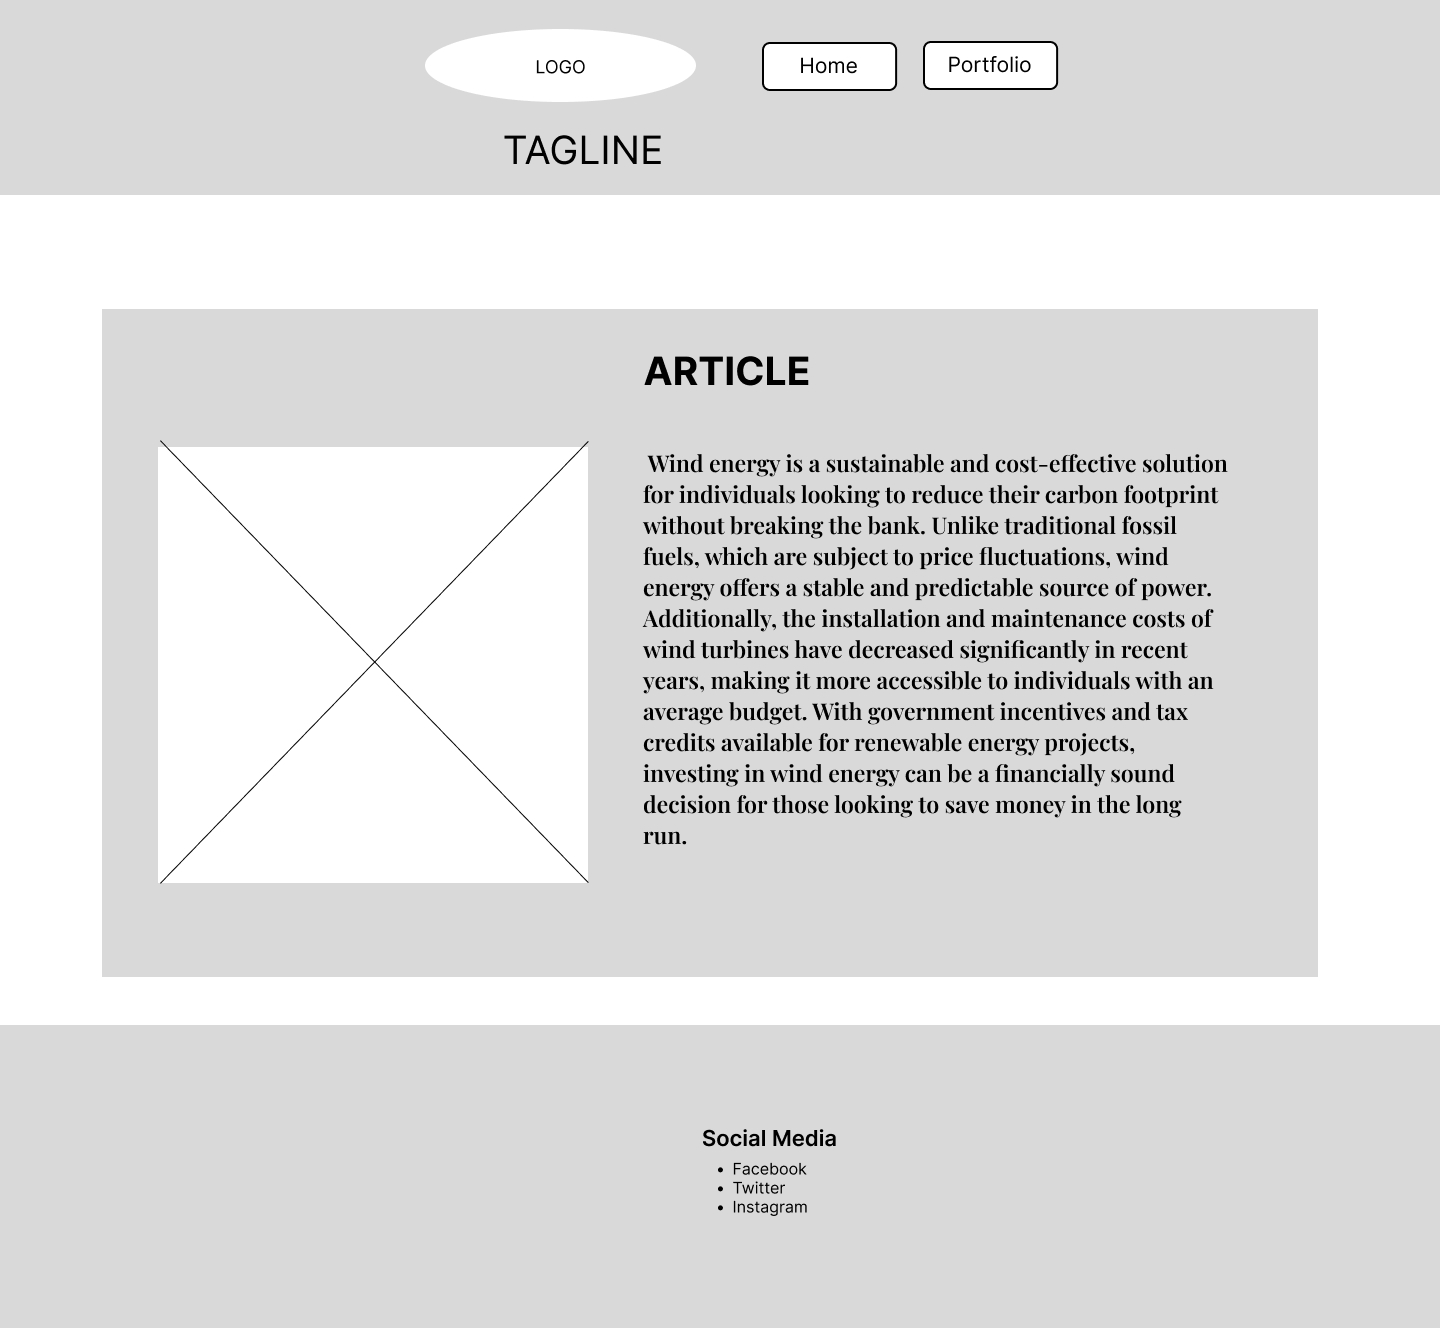 LOGO
Home
Portfolio
TAGLINE
ARTICLE
Wind energy is a sustainable and cost-effective solution
for individuals looking to reduce their carbon footprint
without breaking the bank. Unlike traditional fossil
fuels, which are subject to price fluctuations, wind
energy offers a stable and predictable source of power.
Additionally, the installation and maintenance costs of
wind turbines have decreased significantly in recent
years, making it more accessible to individuals with an
average budget. With government incentives and tax
credits available for renewable energy projects,
investing in wind energy can be a financially sound
decision for those looking to save money in the long
run.
Social Media
• Facebook
• Twitter
• Instagram